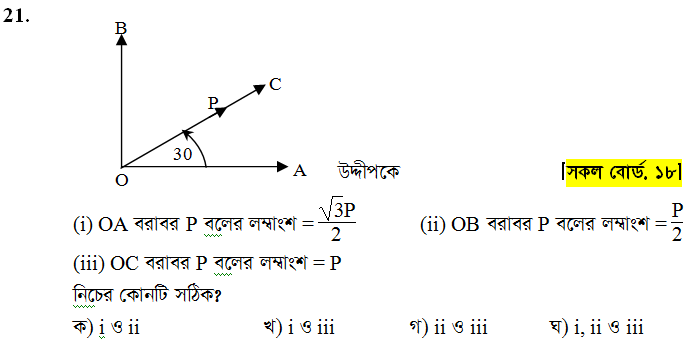 21.
B
C
P
30
A
O
উদ্দীপকে [সকল বোর্ড. ১৮]
(i) OA বরাবর P বলের লম্বাংশ = √3P/2 (ii) OB বরাবর P বলের লম্বাংশ = P/2
(iii) OC বরাবর P বলের লম্বাংশ = P
নিচের কোনটি সঠিক?
ক) i ও ii খ) i ও iii গ) ii ও iii ঘ) i, ii ও iii